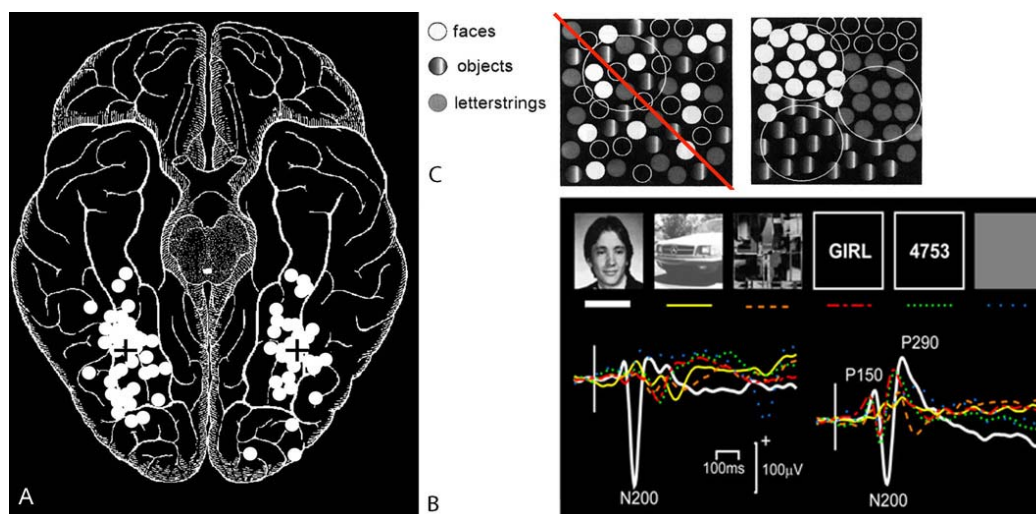 faces
objects
letterstrings
C
A
B
GIRL
4753
P290
P150
+
100ms
100µV
N200
N200